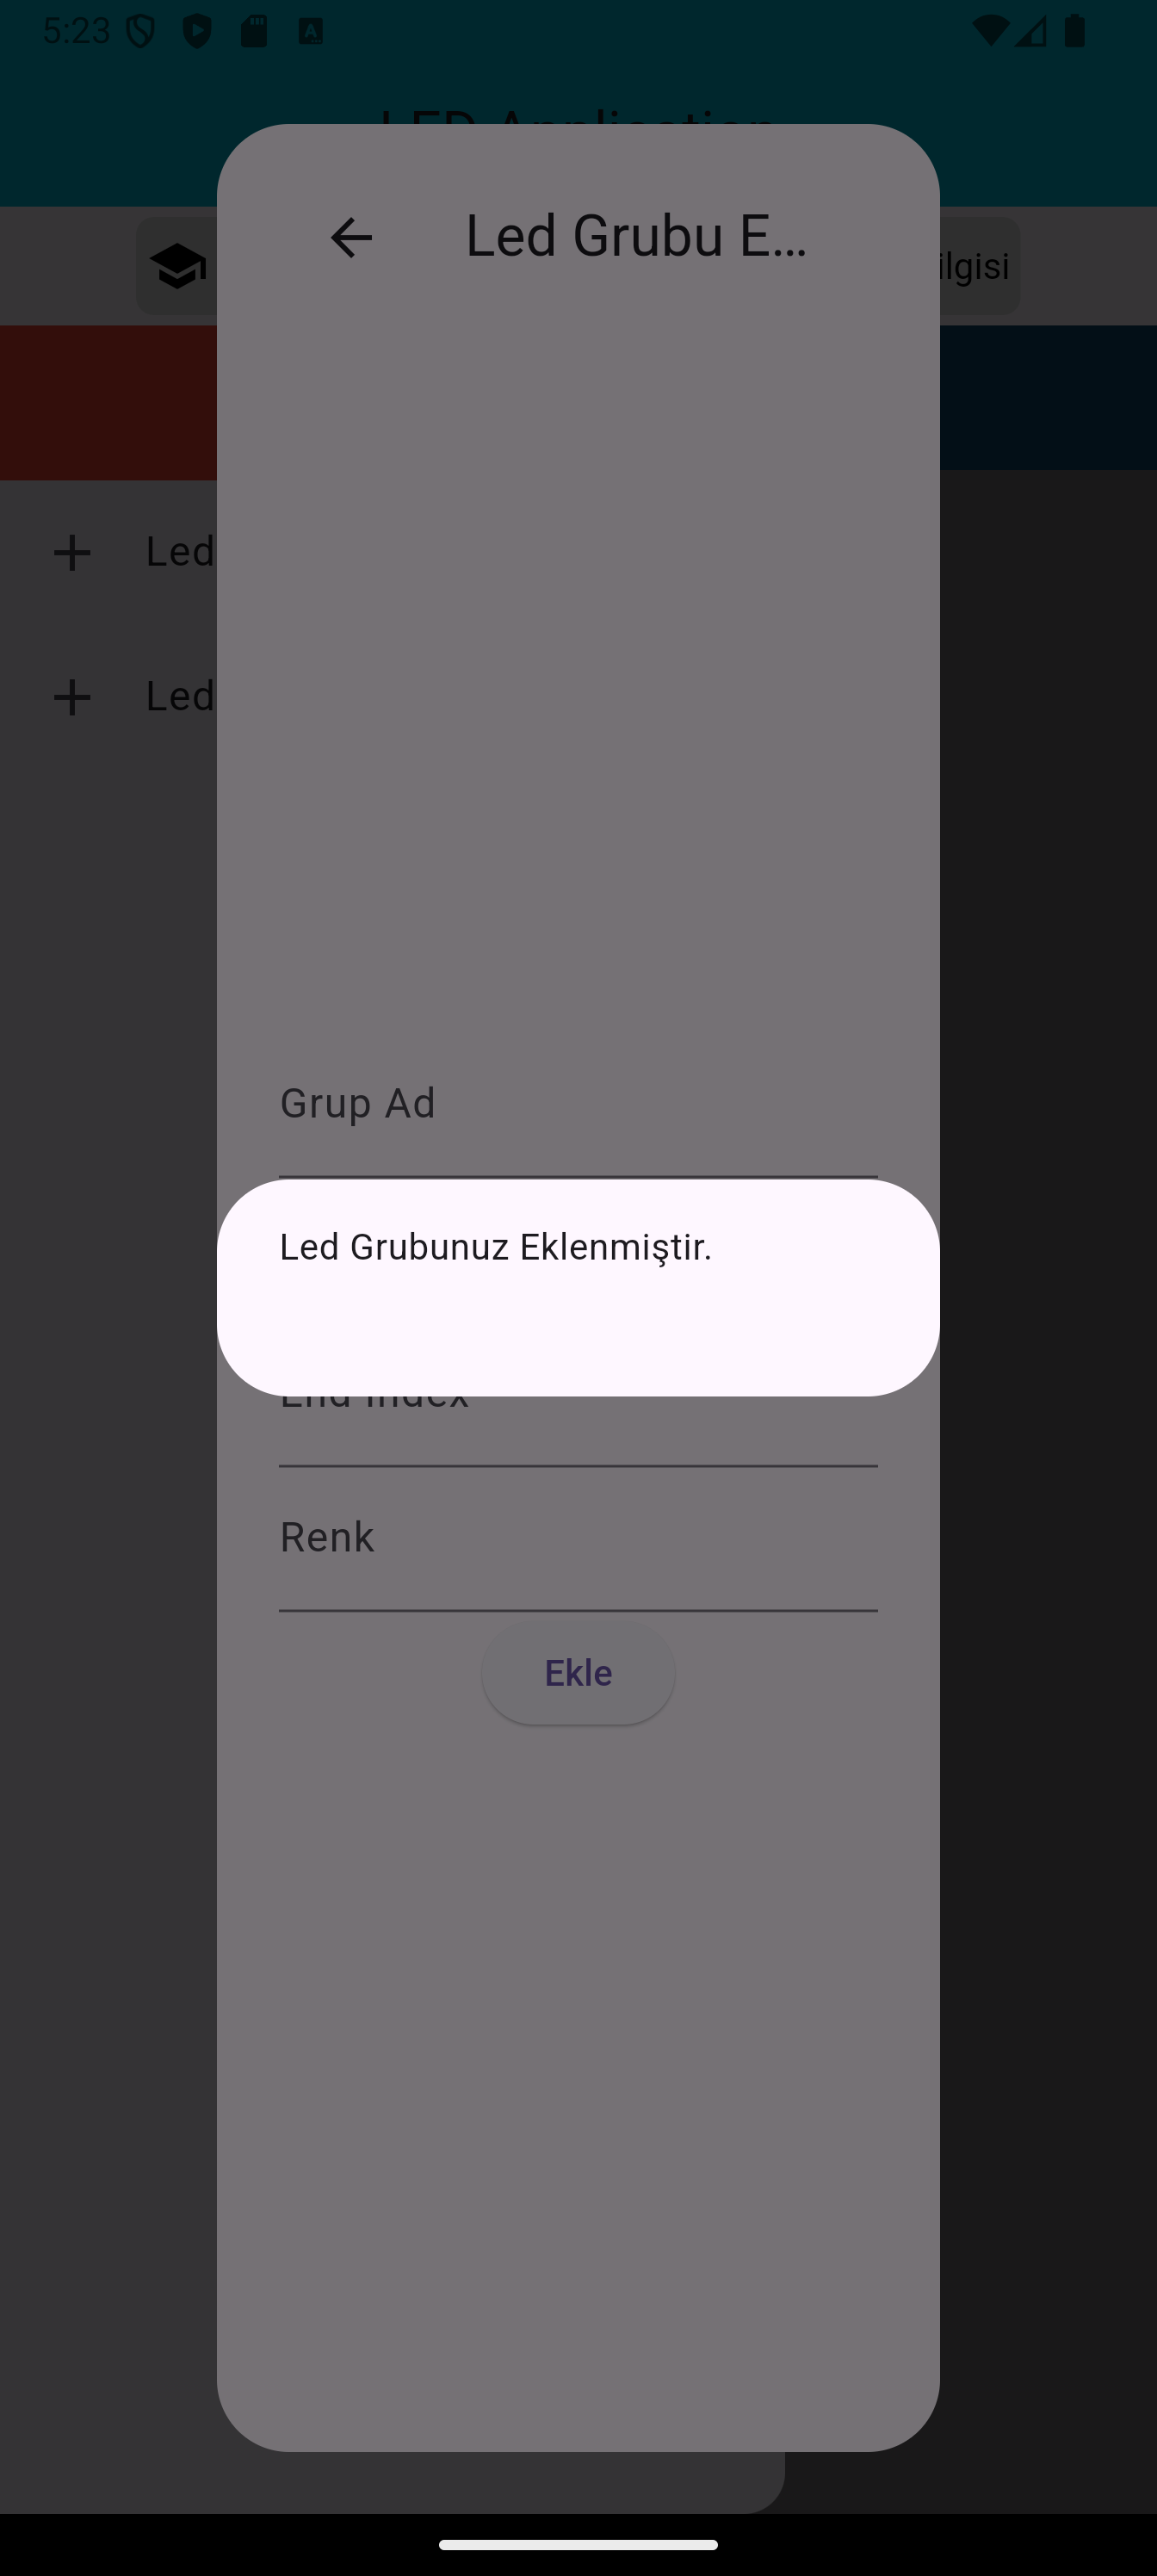 5:23
LED Application
Led Grubu E...
ilgisi
Led
Led
Grup Ad
Led Grubunuz Eklenmiştir.
End Index
Renk
Ekle